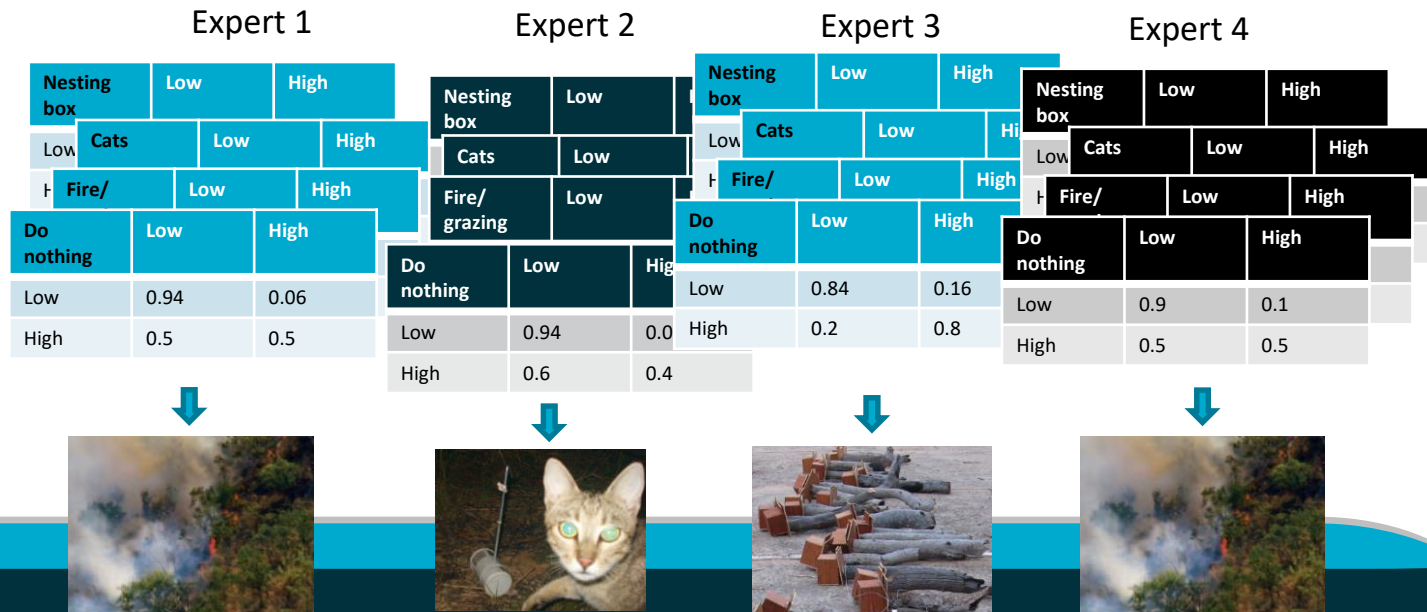 Expert 1
Expert 2
Expert 3
Expert 4
Nesting
box
Low
High
Low
Cats
Low
High
Fire/
Low
High
Do
nothing
Low
High
Low
0.94
0.06
High
0.5
0.5
Nesting
box
Low
Cats
Low
Fire/
grazing
Low
Do
nothing
Low
Low
0.94
High
0.6
0.4
Nesting
box
Low
High
Low
Cats
Low
Fire/
Low
High
Do
nothing
Low
High
Low
0.84
0.16
High
0.2
0.8
Nesting
box
Low
High
Low
Cats
Low
High
Fire/
Low
High
Do
nothing
Low
High
Low
0.9
0.1
High
0.5
0.5